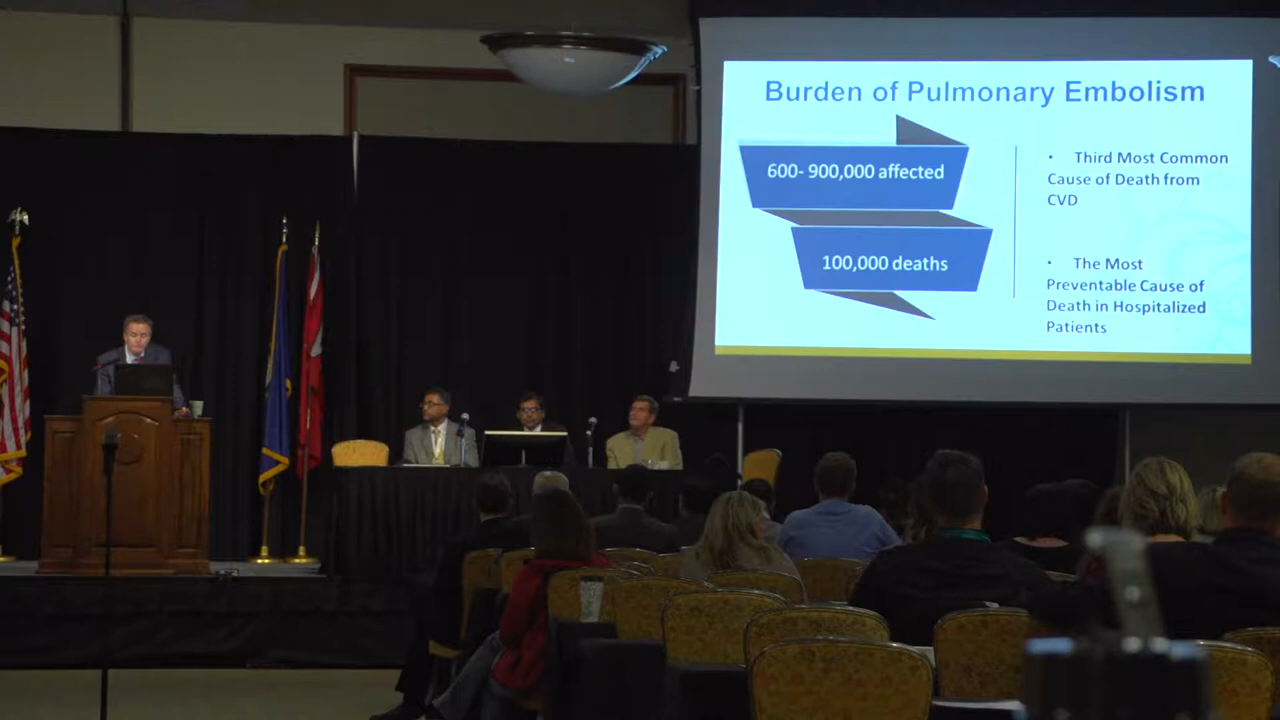 Burden of Pulmonary Embolism
600- 900,000 affected
100,000 deaths
• Third Most Common
Cause of Death from
CVD
• The Most
Preventable Cause of
Death in Hospitalized
Patients